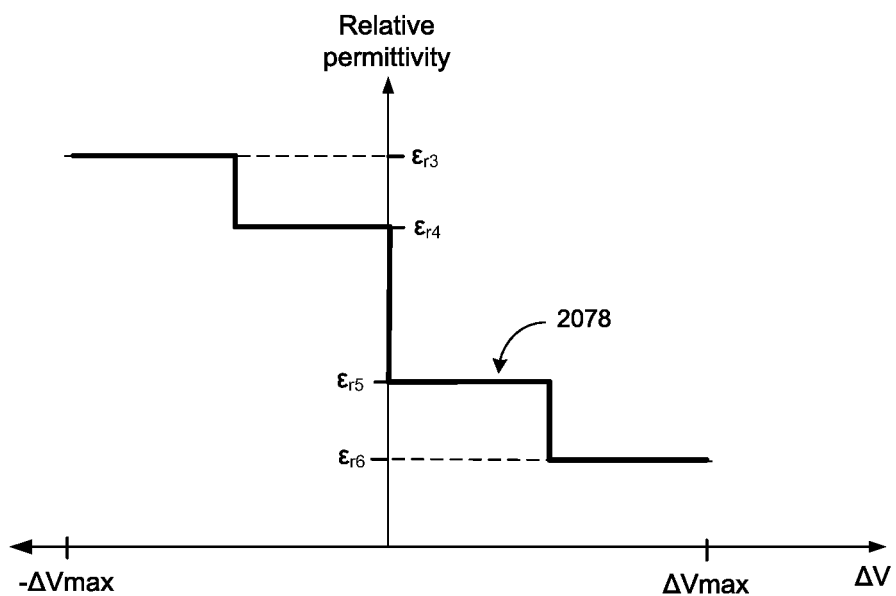 Relative
permittivity
εr3
εr4
2078
εr5
εr6
-ΔVmax
ΔVmax
ΔV